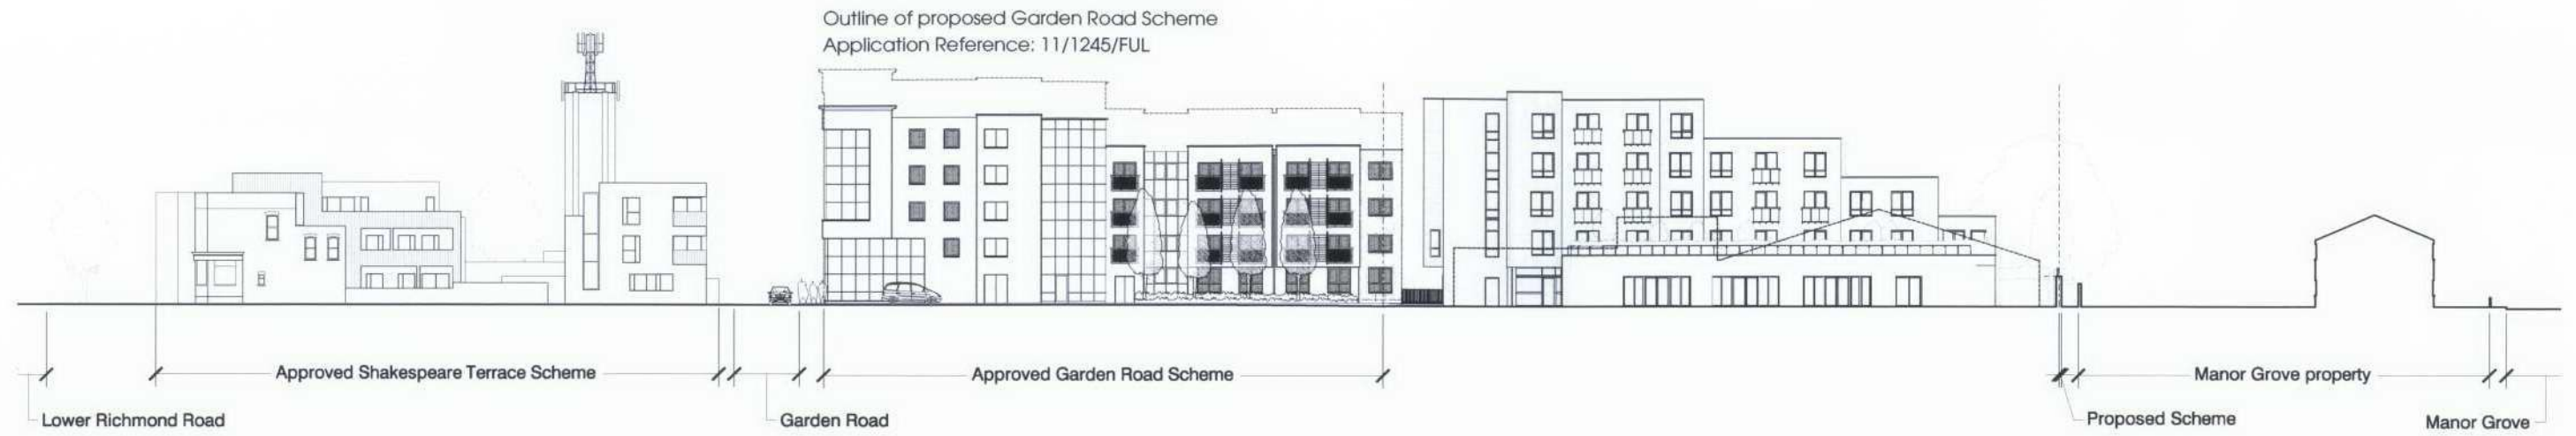 Outline of proposed Garden Road Scheme
Application Reference: 11/1245/FUL
Approved Shakespeare Terrace Scheme
Approved Garden Road Scheme
Manor Grove property
Lower Richmond Road
Garden Road
Proposed Scheme
Manor Grove